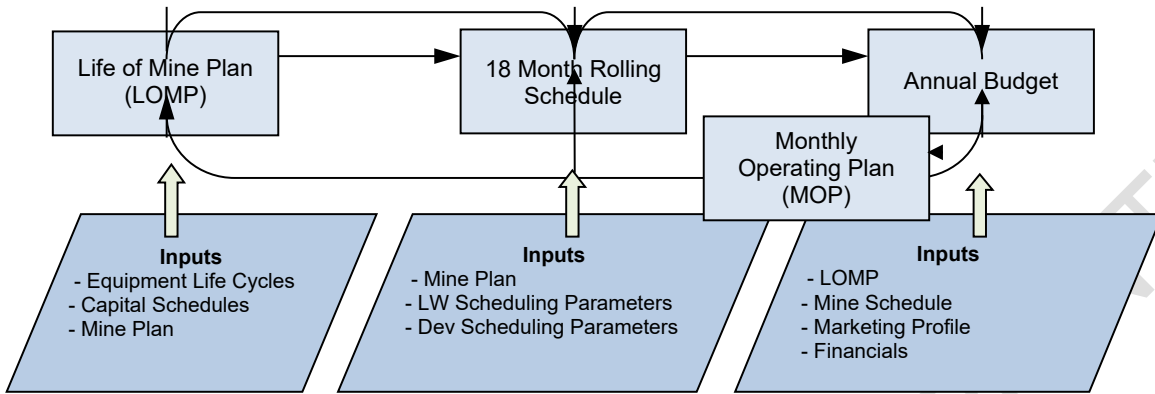 Life of Mine Plan
(LOMP)
18 Month Rolling
Schedule
Annual Budget
Monthly
Operating Plan
(MOP)
Inputs
- Equipment Life Cycles
- Capital Schedules
- Mine Plan
Inputs
- Mine Plan
- LW Scheduling Parameters
- Dev Scheduling Parameters
Inputs
- LOMP
- Mine Schedule
- Marketing Profile
- Financials